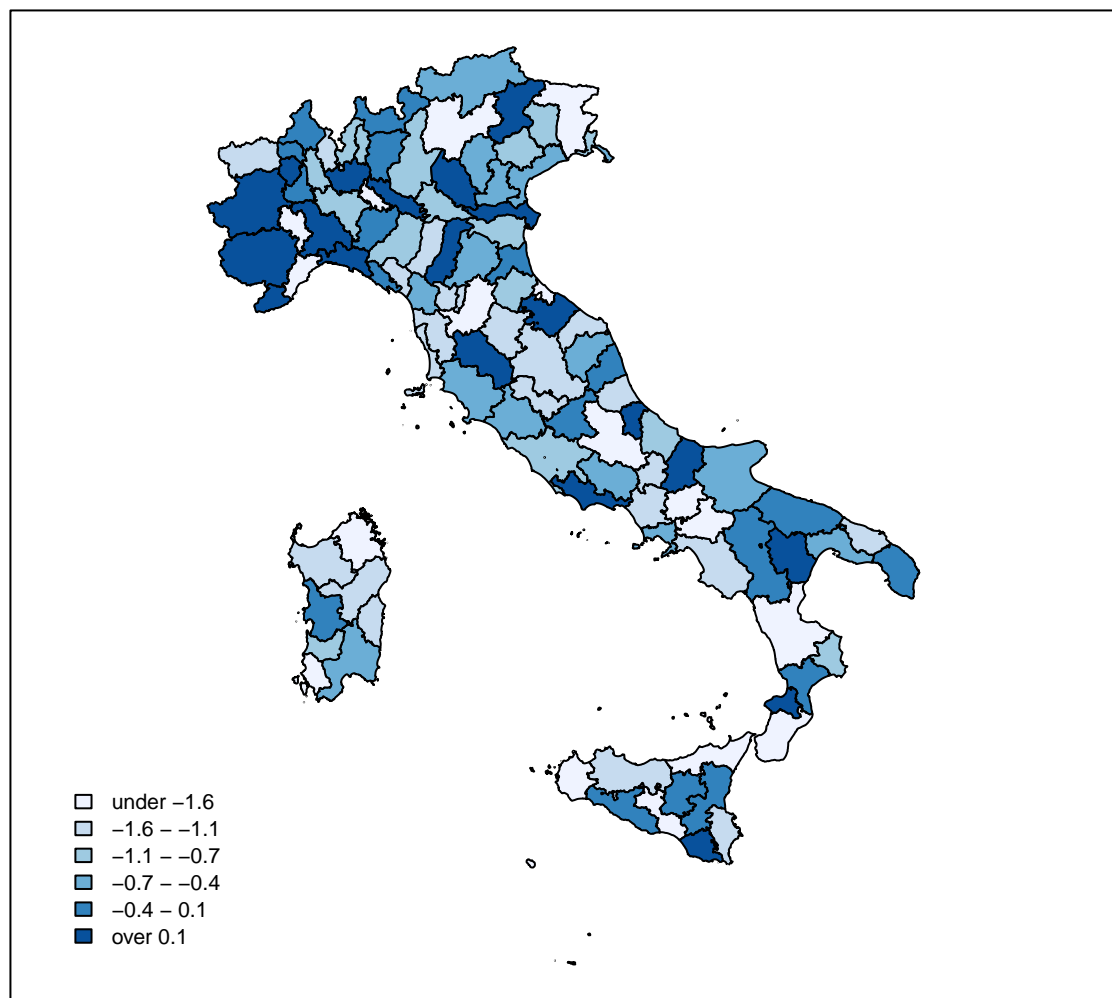 under −1.6
−1.6 – −1.1
−1.1 – −0.7
−0.7 – −0.4
−0.4 – 0.1
over 0.1